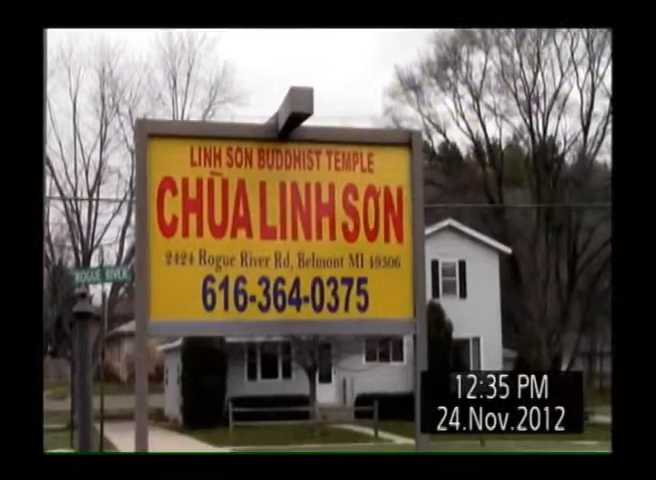 LINH SON BUDDHIST TEMPLE
CHÙA LINH SƠN
2424 Rogue River Rd, Belmont MI 49306
616-364-0375
ROGUE RIVER
12:35 PM
24.Nov.2012